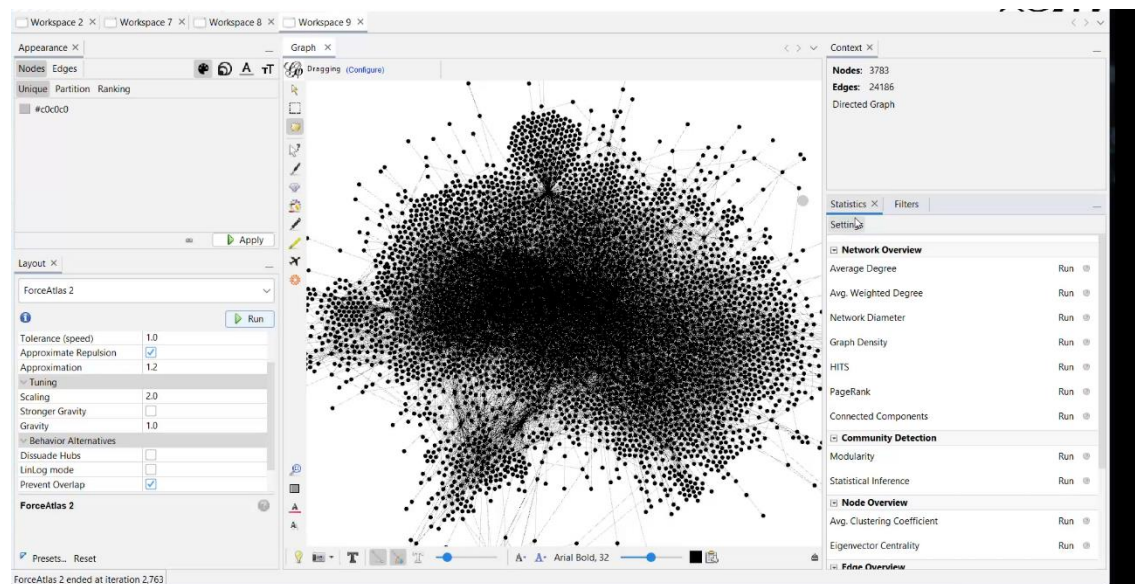 Workspace 2 × Workspace 7 × Workspace 8 × Workspace 9 ×
Appearance ×
Nodes Edges
Unique Partition Ranking
#c0c0c0
Apply
Layout ×
ForceAtlas 2
Run
Tolerance (speed) 1.0
Approximate Repulsion
Approximation 1.2
Tuning
Scaling 2.0
Stronger Gravity
Gravity 1.0
Behavior Alternatives
Dissuade Hubs
LinLog mode
Prevent Overlap
ForceAtlas 2
Presets... Reset
ForceAtlas 2 ended at iteration 2,763
Graph ×
Dragging (Configure)
T A- A+ Arial Bold, 32
Context ×
Nodes: 3783
Edges: 24186
Directed Graph
Statistics × Filters
Settings
Network Overview
Average Degree Run
Avg. Weighted Degree Run
Network Diameter Run
Graph Density Run
HITS Run
PageRank Run
Connected Components Run
Community Detection
Modularity Run
Statistical Inference Run
Node Overview
Avg. Clustering Coefficient Run
Eigenvector Centrality Run
Edge Overview